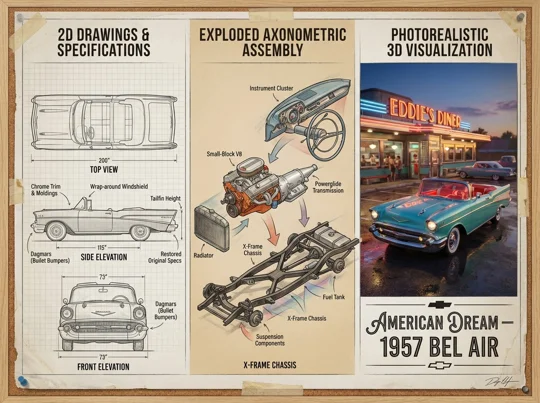 2D DRAWINGS &
SPECIFICATIONS
200"
TOP VIEW
Chrome Trim
& Moldings
Wrap-around Windshield
Tailfin Height
Dagmars
(Bullet Bumpers)
115"
SIDE ELEVATION
Restored
Original Specs
73"
Dagmars
(Bullet
Bumpers)
73"
FRONT ELEVATION
EXPLODED AXONOMETRIC
ASSEMBLY
Instrument Cluster
Small-Block V8
Powerglide
Transmission
Radiator
X-Frame
Chassis
Fuel Tank
X-Frame Chassis
Suspension
Components
X-FRAME CHASSIS
PHOTOREALISTIC
3D VISUALIZATION
EDDIE'S DINER
AMERICAN DREAM —
1957 BEL AIR